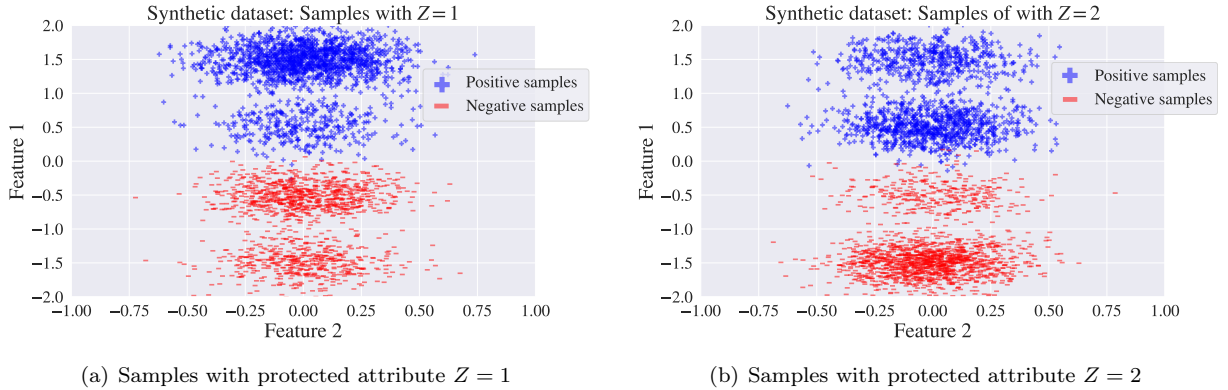 Synthetic dataset: Samples with Z=1
2.0
1.5
1.0
0.5
0.0
−0.5
−1.0
−1.5
−2.0
Feature 1
Positive samples
Negative samples
−1.00 −0.75 −0.50 −0.25 0.00 0.25 0.50 0.75 1.00
Feature 2
(a) Samples with protected attribute Z = 1
Synthetic dataset: Samples of with Z=2
2.0
1.5
1.0
0.5
0.0
−0.5
−1.0
−1.5
−2.0
Feature 1
Positive samples
Negative samples
−1.00 −0.75 −0.50 −0.25 0.00 0.25 0.50 0.75 1.00
Feature 2
(b) Samples with protected attribute Z = 2